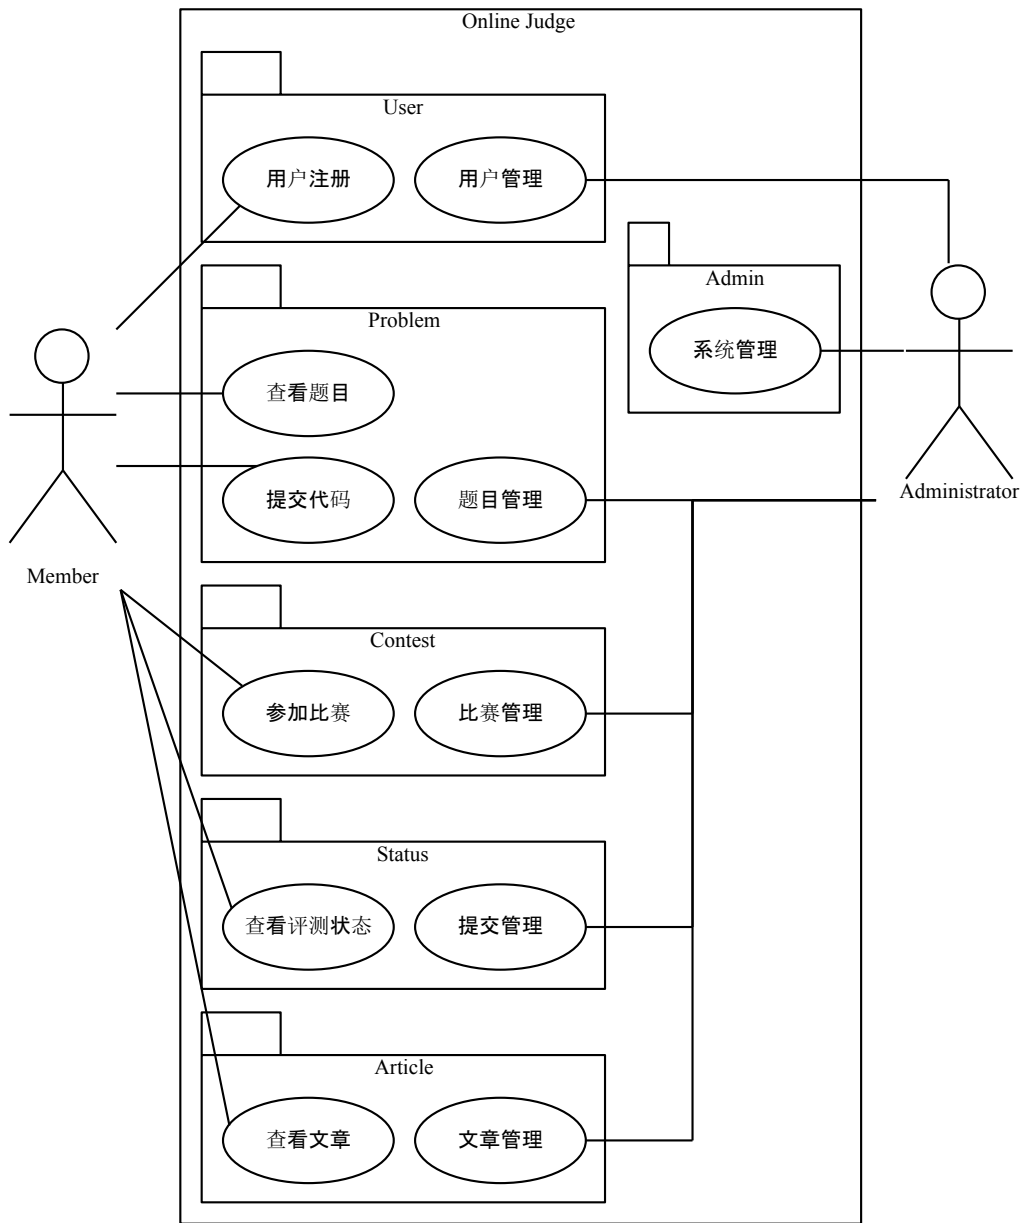 Online Judge
User
用户注册
用户管理
Admin
系统管理
Problem
查看题目
提交代码
题目管理
Administrator
Member
Contest
参加比赛
比赛管理
Status
查看评测状态
提交管理
Article
查看文章
文章管理